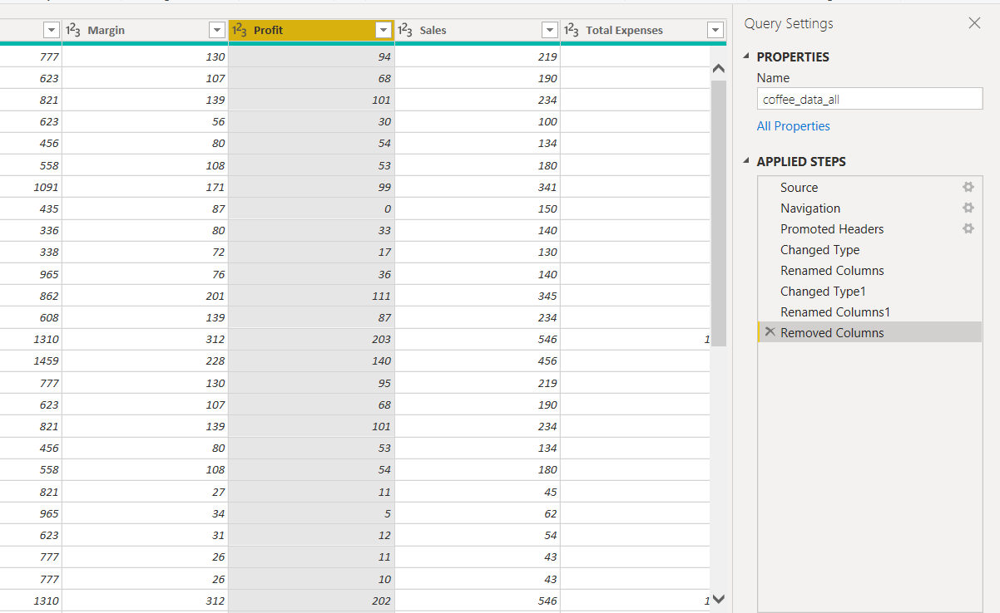 1²3 Margin 1²3 Profit 1²3 Sales 1²3 Total Expenses
777 130 94 219
623 107 68 190
821 139 101 234
623 56 30 100
456 80 54 134
558 108 53 180
1091 171 99 341
435 87 0 150
336 80 33 140
338 72 17 130
965 76 36 140
862 201 111 345
608 139 87 234
1310 312 203 546 1
1459 228 140 456
777 130 95 219
623 107 68 190
821 139 101 234
456 80 53 134
558 108 54 180
821 27 11 45
965 34 5 62
623 31 12 54
777 26 11 43
777 26 10 43
1310 312 202 546 1
Query Settings
PROPERTIES
Name
coffee_data_all
All Properties
APPLIED STEPS
Source
Navigation
Promoted Headers
Changed Type
Renamed Columns
Changed Type1
Renamed Columns1
Removed Columns